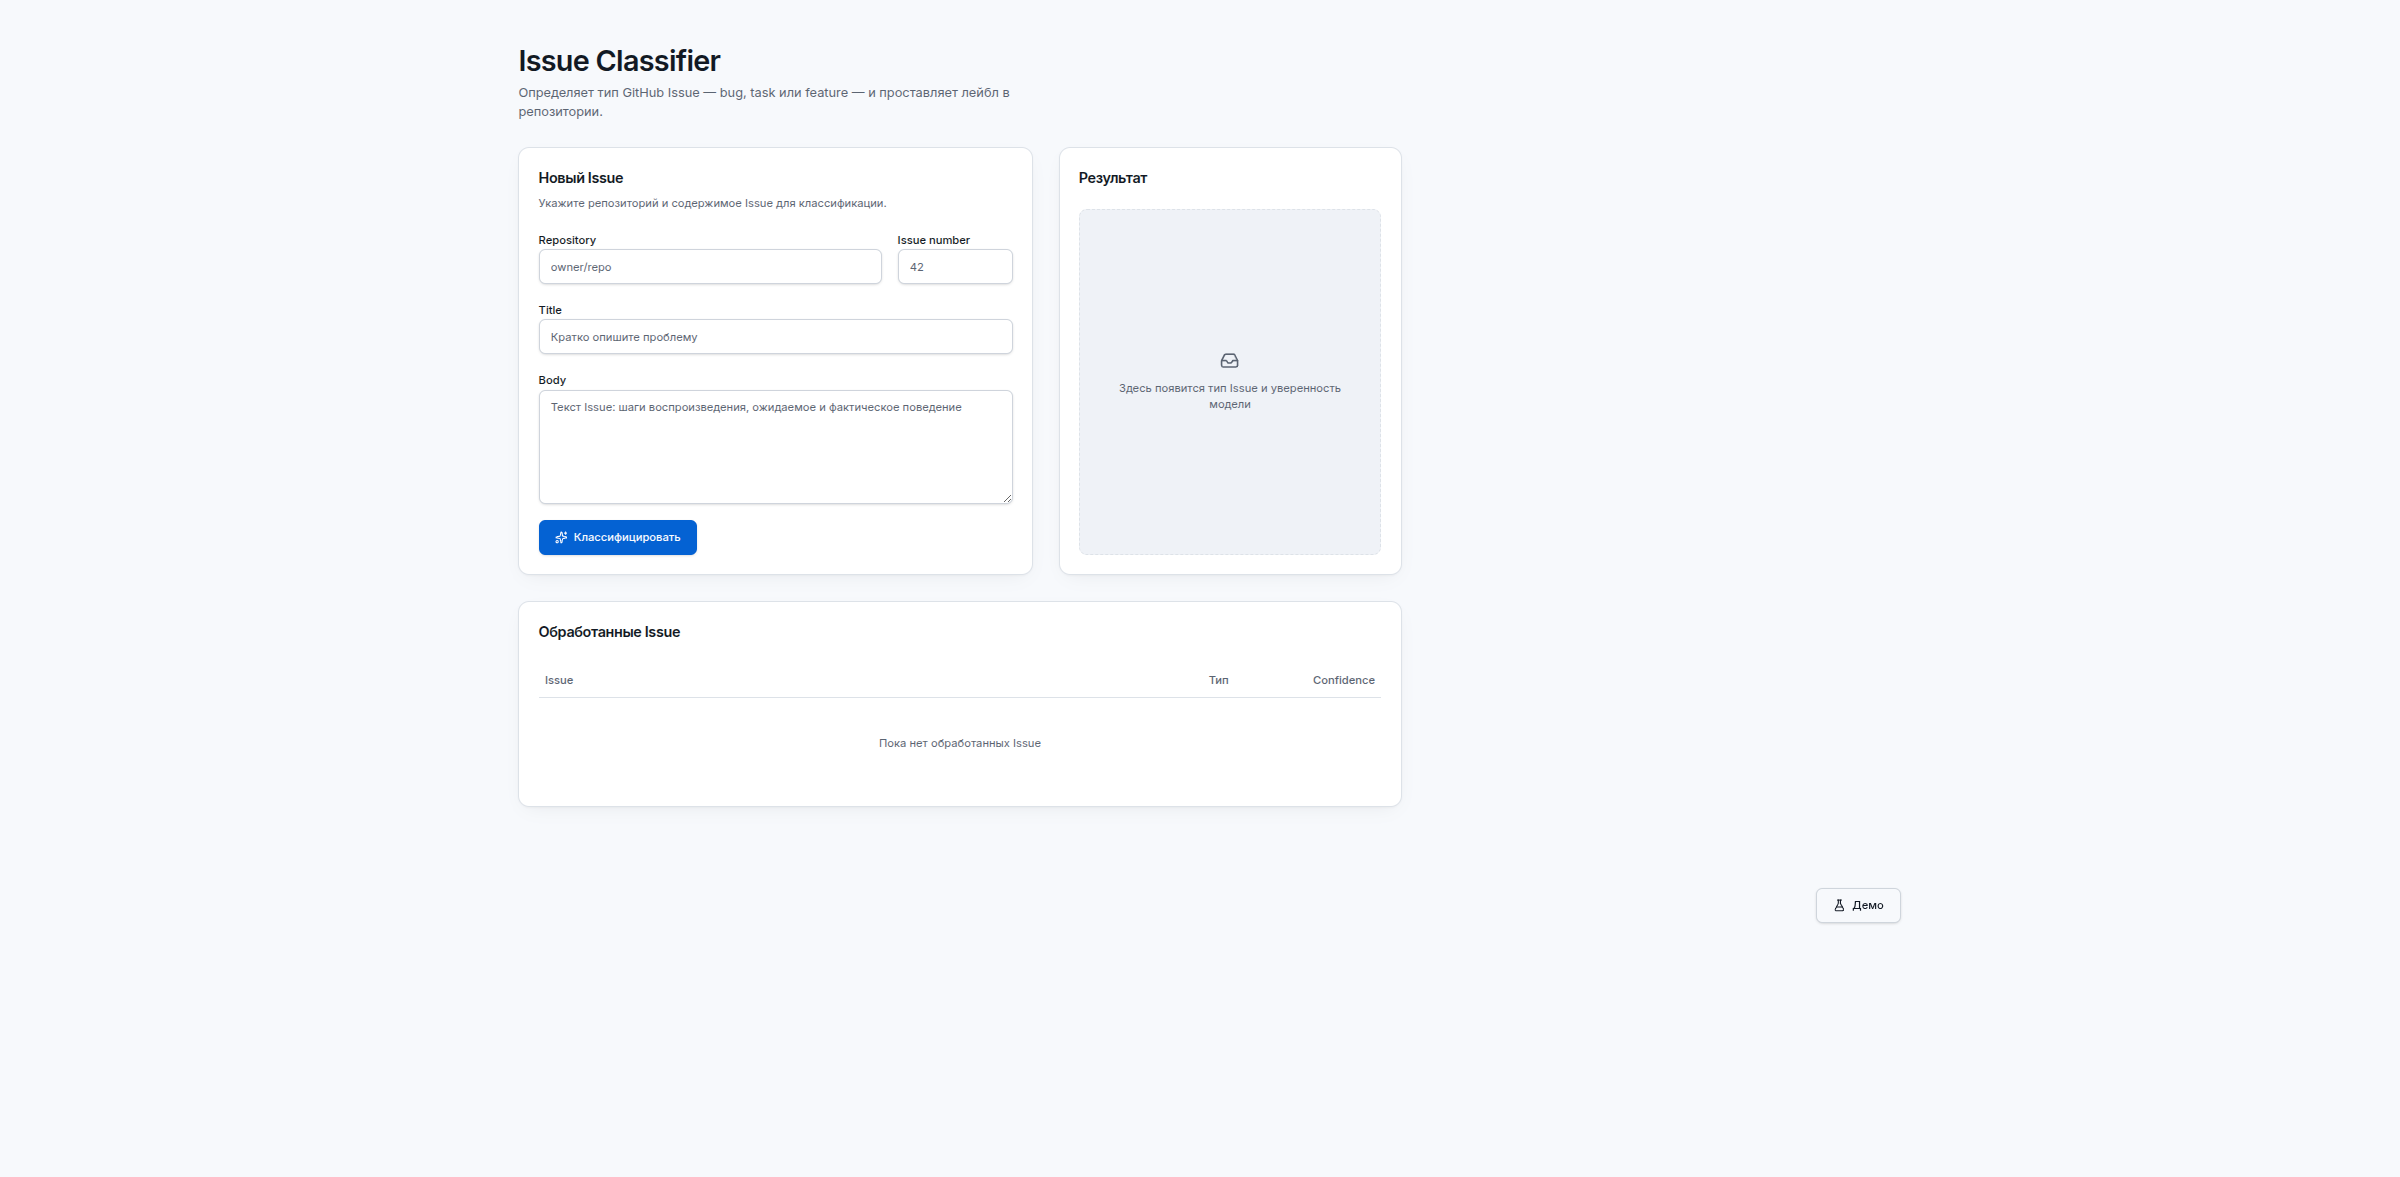 Issue Classifier
Определяет тип GitHub Issue — bug, task или feature — и проставляет лейбл в
репозитории.
Новый Issue
Укажите репозиторий и содержимое Issue для классификации.
Repository
Issue number
owner/repo
42
Title
Кратко опишите проблему
Body
Текст Issue: шаги воспроизведения, ожидаемое и фактическое поведение
Классифицировать
Результат
Здесь появится тип Issue и уверенность
модели
Обработанные Issue
Issue
Тип
Confidence
Пока нет обработанных Issue
Демо